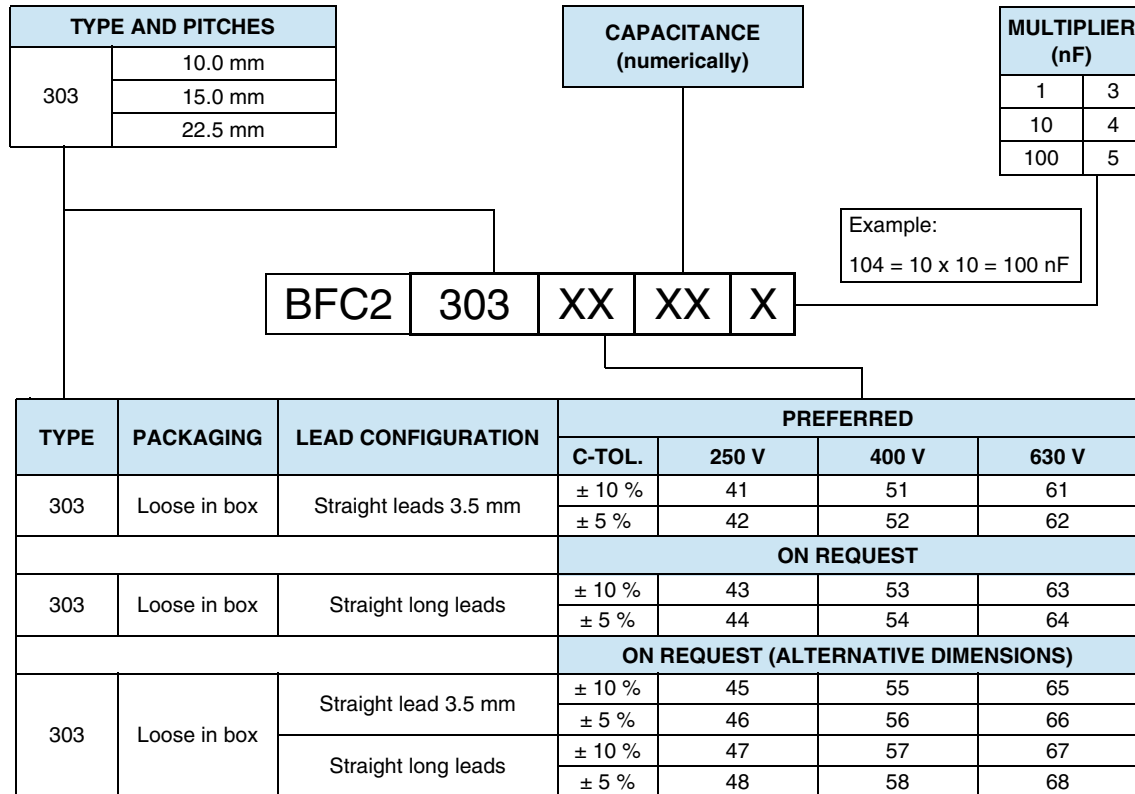 TYPE AND PITCHES
303
10.0 mm
15.0 mm
22.5 mm
CAPACITANCE
(numerically)
MULTIPLIER
(nF)
1 3
10 4
100 5
Example:
104 = 10 x 10 = 100 nF
BFC2 303 XX XX X
TYPE PACKAGING LEAD CONFIGURATION PREFERRED
C-TOL. 250 V 400 V 630 V
303 Loose in box Straight leads 3.5 mm ± 10 % 41 51 61
± 5 % 42 52 62
ON REQUEST
303 Loose in box Straight long leads ± 10 % 43 53 63
± 5 % 44 54 64
ON REQUEST (ALTERNATIVE DIMENSIONS)
303 Loose in box Straight lead 3.5 mm ± 10 % 45 55 65
± 5 % 46 56 66
Straight long leads ± 10 % 47 57 67
± 5 % 48 58 68